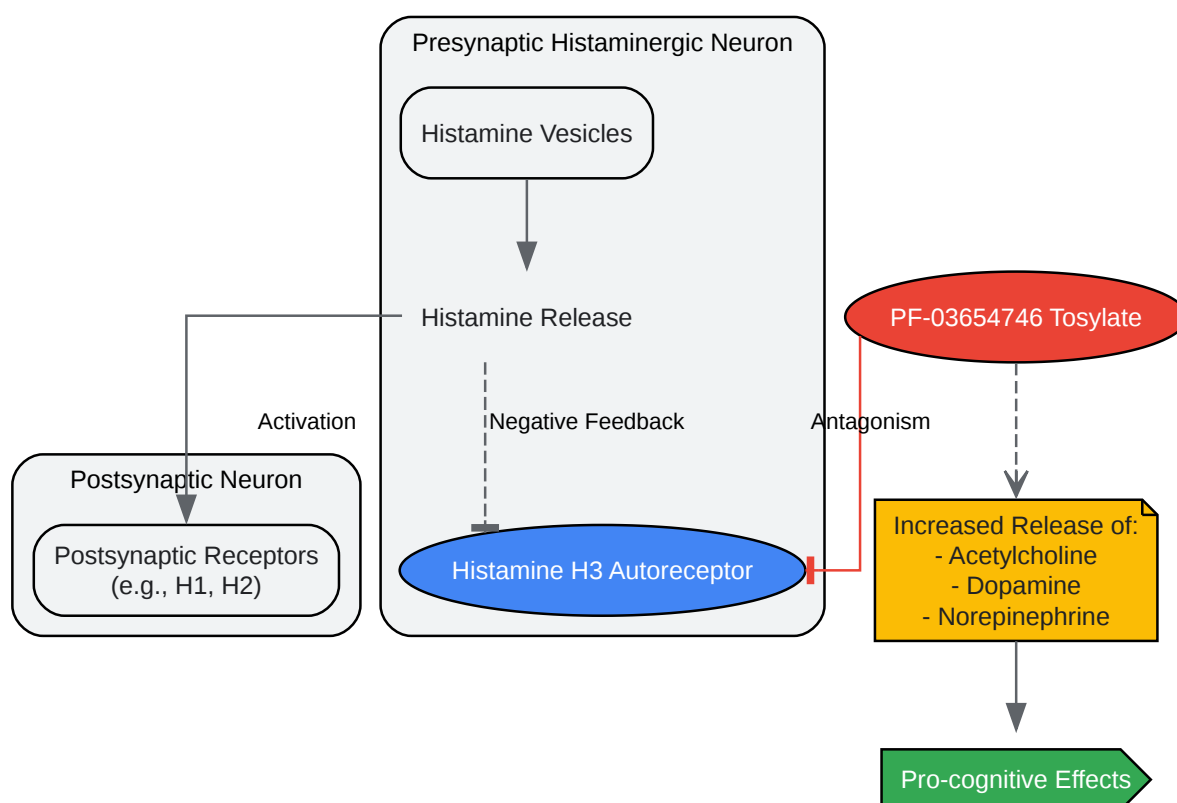 Presynaptic Histaminergic Neuron
Histamine Vesicles
Histamine Release
PF-03654746 Tosylate
Activation
Negative Feedback
Antagonism
Postsynaptic Neuron
Postsynaptic Receptors
(e.g., H1, H2)
Histamine H3 Autoreceptor
Increased Release of:
- Acetylcholine
- Dopamine
- Norepinephrine
Pro-cognitive Effects